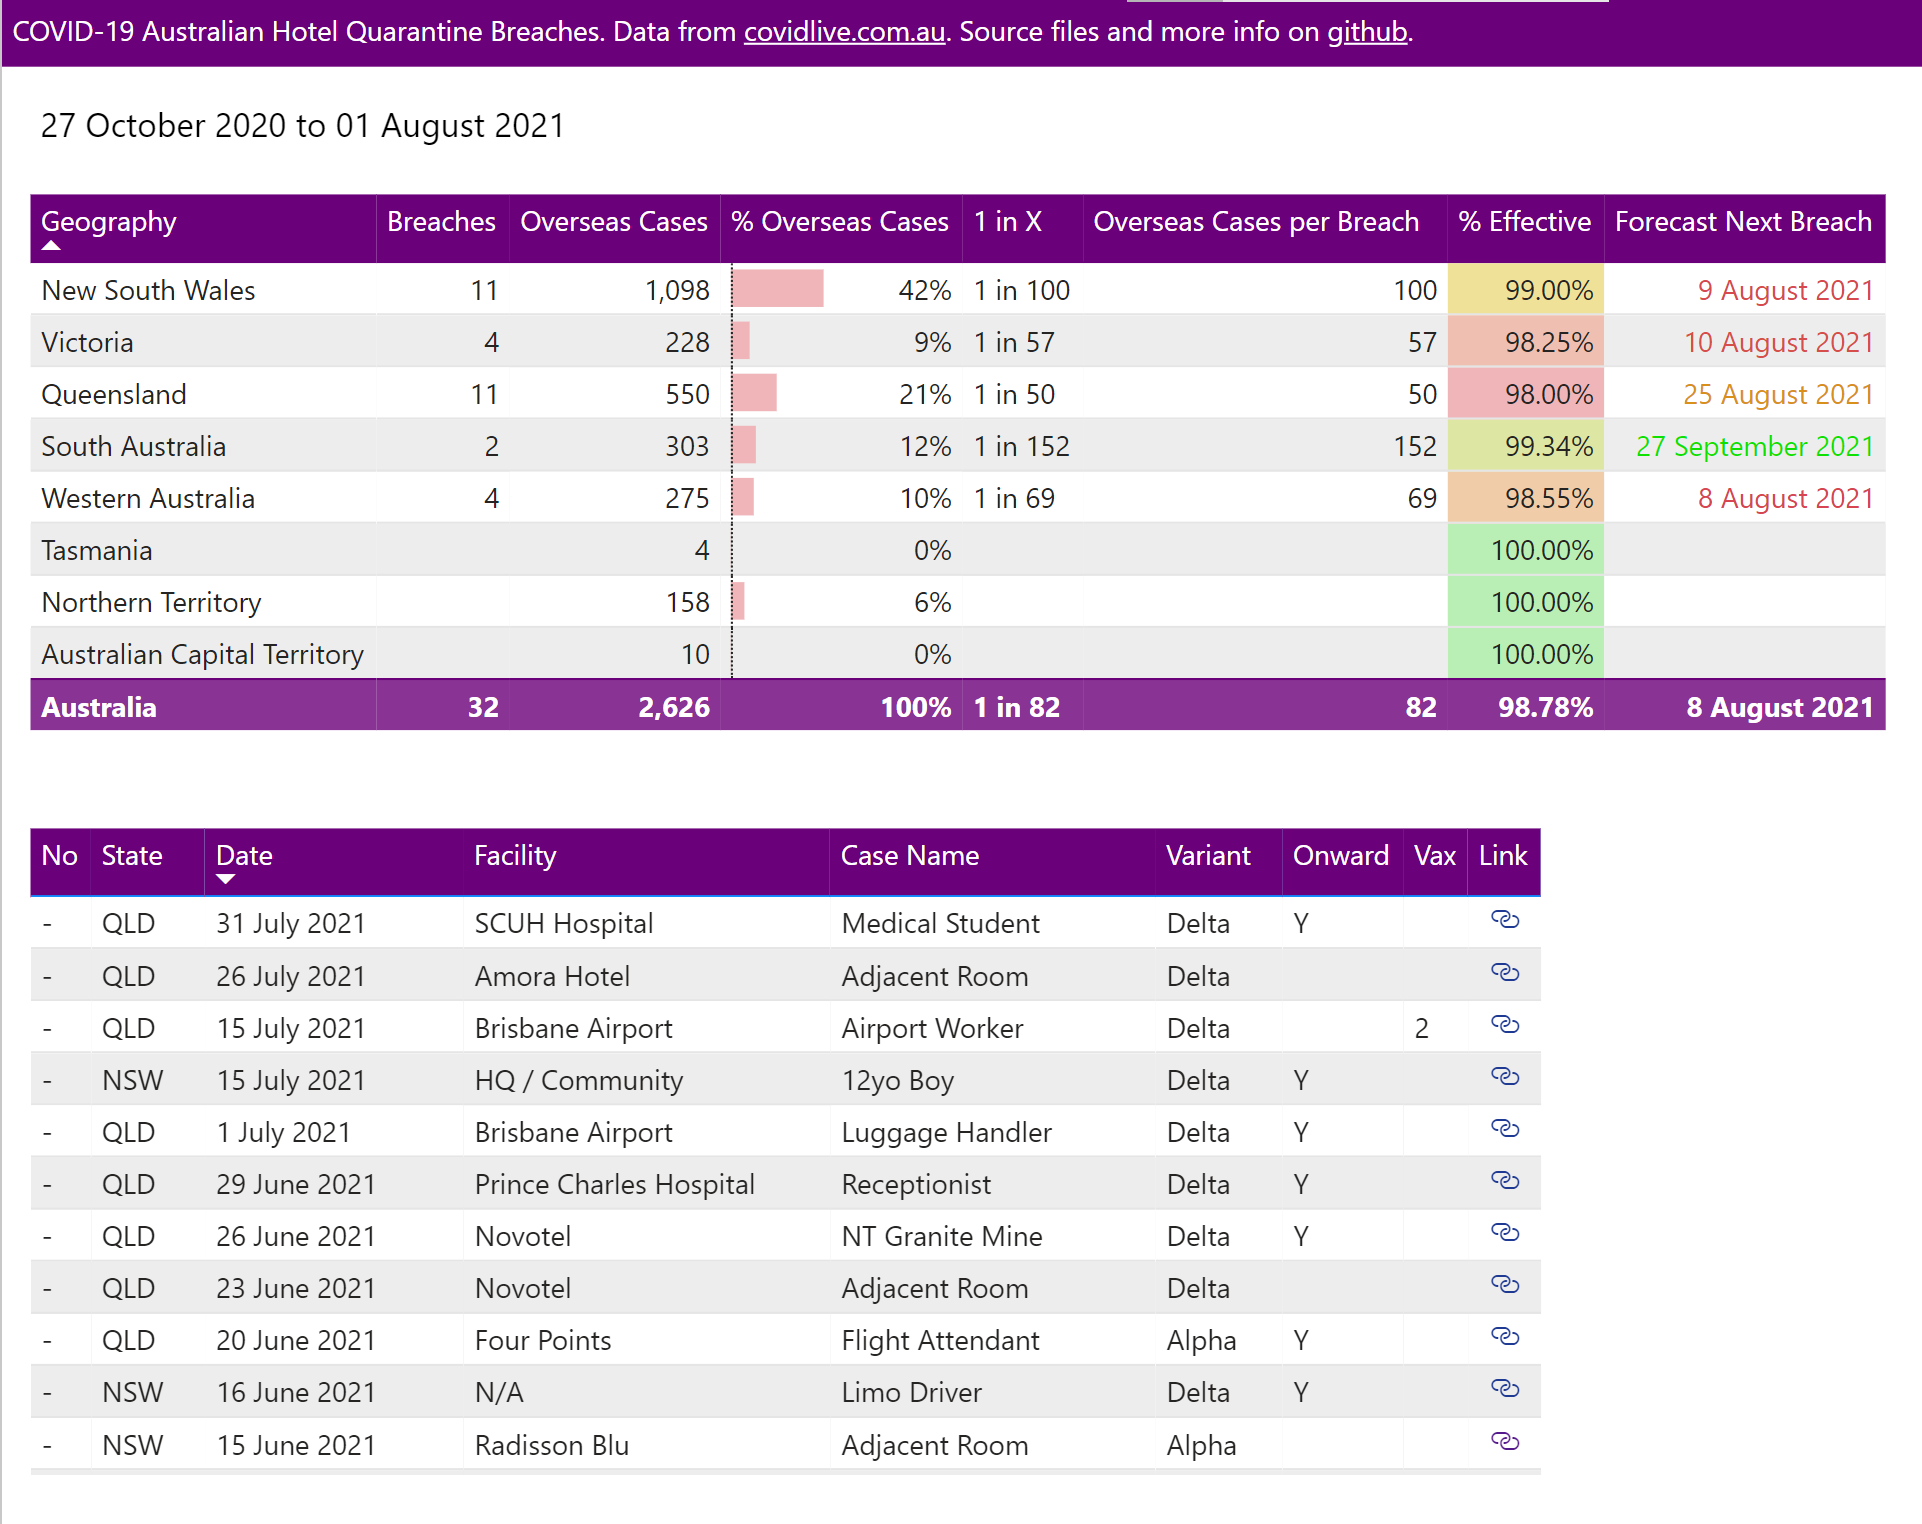 COVID-19 Australian Hotel Quarantine Breaches. Data from covidlive.com.au. Source files and more info on github.
27 October 2020 to 01 August 2021
Geography Breaches Overseas Cases % Overseas Cases 1 in X Overseas Cases per Breach % Effective Forecast Next Breach
New South Wales 11 1,098 42% 1 in 100 100 99.00% 9 August 2021
Victoria 4 228 9% 1 in 57 57 98.25% 10 August 2021
Queensland 11 550 21% 1 in 50 50 98.00% 25 August 2021
South Australia 2 303 12% 1 in 152 152 99.34% 27 September 2021
Western Australia 4 275 10% 1 in 69 69 98.55% 8 August 2021
Tasmania 4 0% 100.00%
Northern Territory 158 6% 100.00%
Australian Capital Territory 10 0% 100.00%
Australia 32 2,626 100% 1 in 82 82 98.78% 8 August 2021
No State Date Facility Case Name Variant Onward Vax Link
- QLD 31 July 2021 SCUH Hospital Medical Student Delta Y
- QLD 26 July 2021 Amora Hotel Adjacent Room Delta
- QLD 15 July 2021 Brisbane Airport Airport Worker Delta 2
- NSW 15 July 2021 HQ / Community 12yo Boy Delta Y
- QLD 1 July 2021 Brisbane Airport Luggage Handler Delta Y
- QLD 29 June 2021 Prince Charles Hospital Receptionist Delta Y
- QLD 26 June 2021 Novotel NT Granite Mine Delta Y
- QLD 23 June 2021 Novotel Adjacent Room Delta
- QLD 20 June 2021 Four Points Flight Attendant Alpha Y
- NSW 16 June 2021 N/A Limo Driver Delta Y
- NSW 15 June 2021 Radisson Blu Adjacent Room Alpha